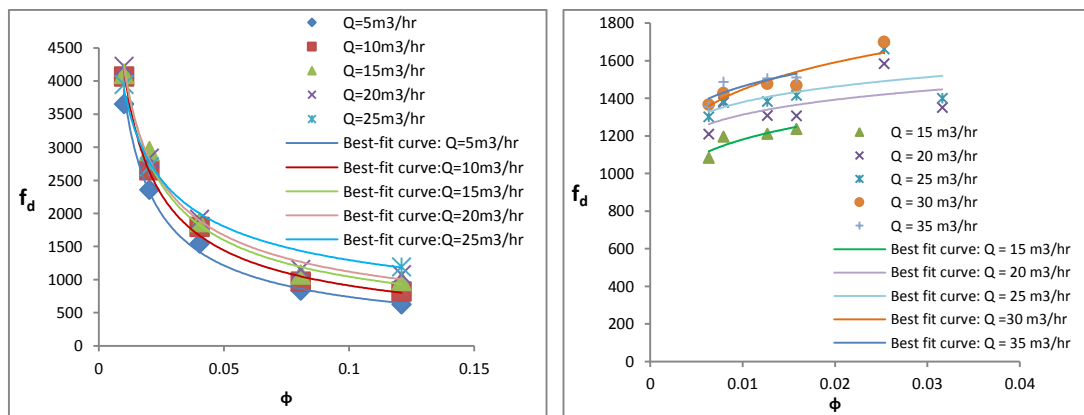 4500
4000
3500
3000
2500
2000
1500
1000
500
0
f_d
0
0.05
0.1
0.15
ϕ
Q=5m3/hr
Q=10m3/hr
Q=15m3/hr
Q=20m3/hr
Q=25m3/hr
Best-fit curve: Q=5m3/hr
Best-fit curve:Q=10m3/hr
Best-fit curve:Q=15m3/hr
Best-fit curve:Q=20m3/hr
Best-fit curve:Q=25m3/hr
1800
1600
1400
1200
1000
800
600
400
200
0
f_d
0
0.01
0.02
0.03
0.04
ϕ
Q = 15 m3/hr
Q = 20 m3/hr
Q = 25 m3/hr
Q = 30 m3/hr
Q = 35 m3/hr
Best fit curve: Q = 15 m3/hr
Best fit curve: Q = 20 m3/hr
Best fit curve: Q = 25 m3/hr
Best fit curve: Q =30 m3/hr
Best fit curve: Q = 35 m3/hr